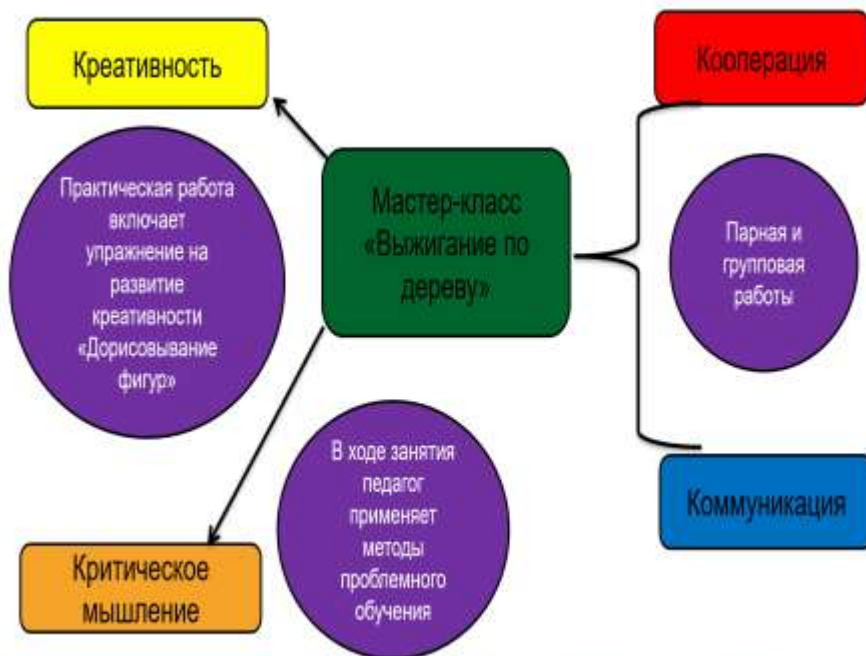 Креативность
Кооперация
Практическая работа
включает
упражнение на
развитие
креативности
«Дорисовывание
фигур»
Мастер-класс
«Выжигание по
дереву»
Парная и
групповая
работы
В ходе занятия
педагог
применяет
методы
проблемного
обучения
Коммуникация
Критическое
мышление